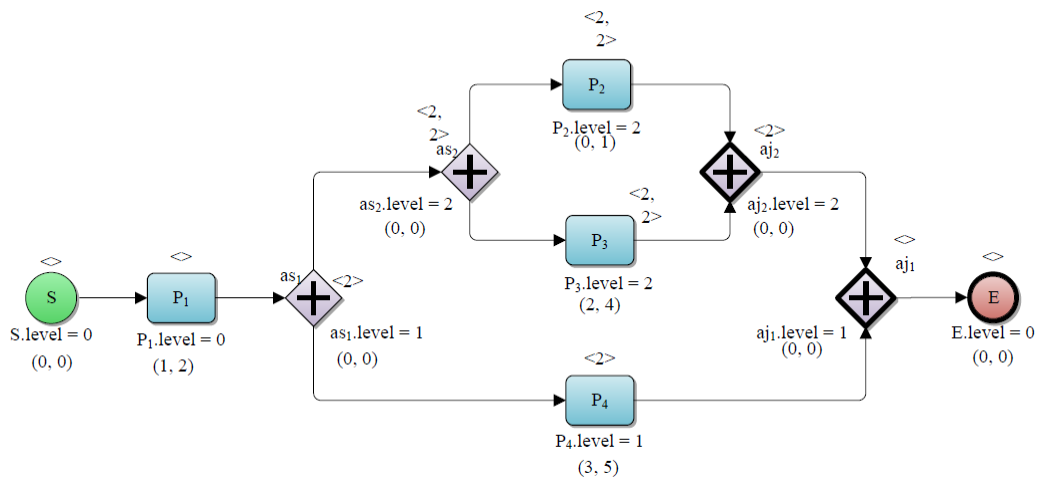 <2,
2>
P2
P2.level = 2
(0, 1)
<2,
2>
as2
as2.level = 2
(0, 0)
<2>
aj2
aj2.level = 2
(0, 0)
<2,
2>
P3
P3.level = 2
(2, 4)
<>
S
S.level = 0
(0, 0)
<>
P1
P1.level = 0
(1, 2)
as1
<2>
as1.level = 1
(0, 0)
<>
aj1
aj1.level = 1
(0, 0)
<>
E
E.level = 0
(0, 0)
<2>
P4
P4.level = 1
(3, 5)